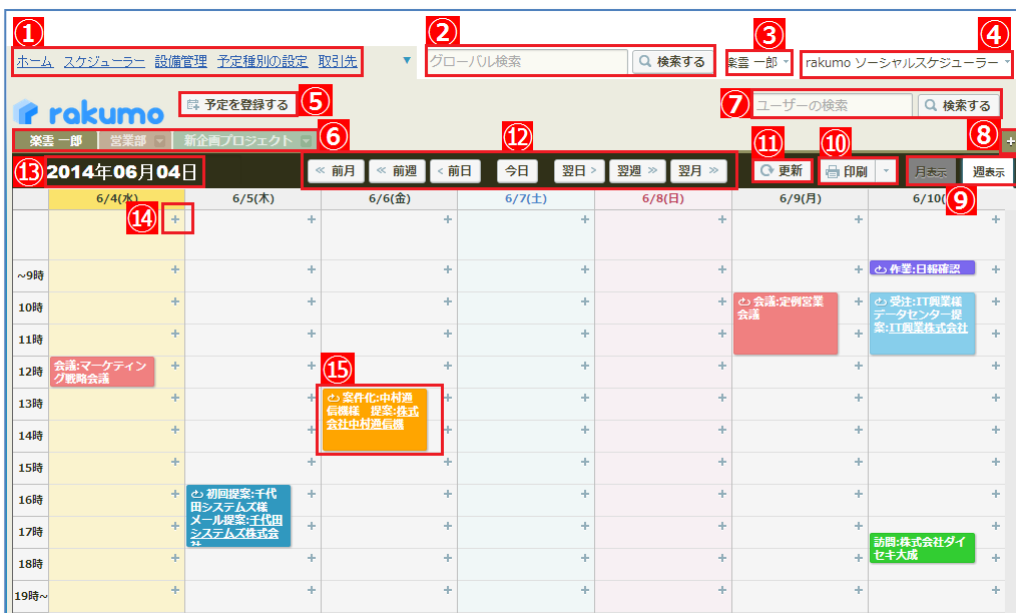 ① ② ③ ④
ホーム スケジューラー 設備管理 予定種別の設定 取引先 ▼ グローバル検索 検索する 楽雲 一郎 rakumo ソーシャルスケジューラー
rakumo 予定を登録する ⑤ ⑦ ユーザーの検索 検索する
楽雲 一郎 営業部 新企画プロジェクト ⑥ ⑫ ⑪ ⑩ ⑧ +
⑬ 2014年06月04日 ≪ 前月 ≪ 前週 < 前日 今日 翌日 > 翌週 ≫ 翌月 ≫ 更新 印刷 月表示 週表示
6/4(水) 6/5(木) 6/6(金) 6/7(土) 6/8(日) 6/9(月) 6/10( ⑨
⑭ + + + + + + +
~9時 + + + + + + 作業:日報確認 +
10時 + + + + + 会議:定例営業 + 受注:IT興業様 +
会議 データセンター提
11時 + + + + + + 案:IT興業株式会社 +
12時 会議:マーケティン + + + + + + +
グ戦略会議 ⑮
13時 + + 案件化:中村通 + + + + +
信機様 提案:株式
14時 + + 会社中村通信機 + + + + +
15時 + + + + + + +
16時 + 初回提案:千代 + + + + + +
田システムズ様
17時 + メール提案:千代田 + + + + + +
システムズ株式会
社 訪問:株式会社ダイ
18時 + + + + + + セキ大成 +
19時~ + + + + + + +